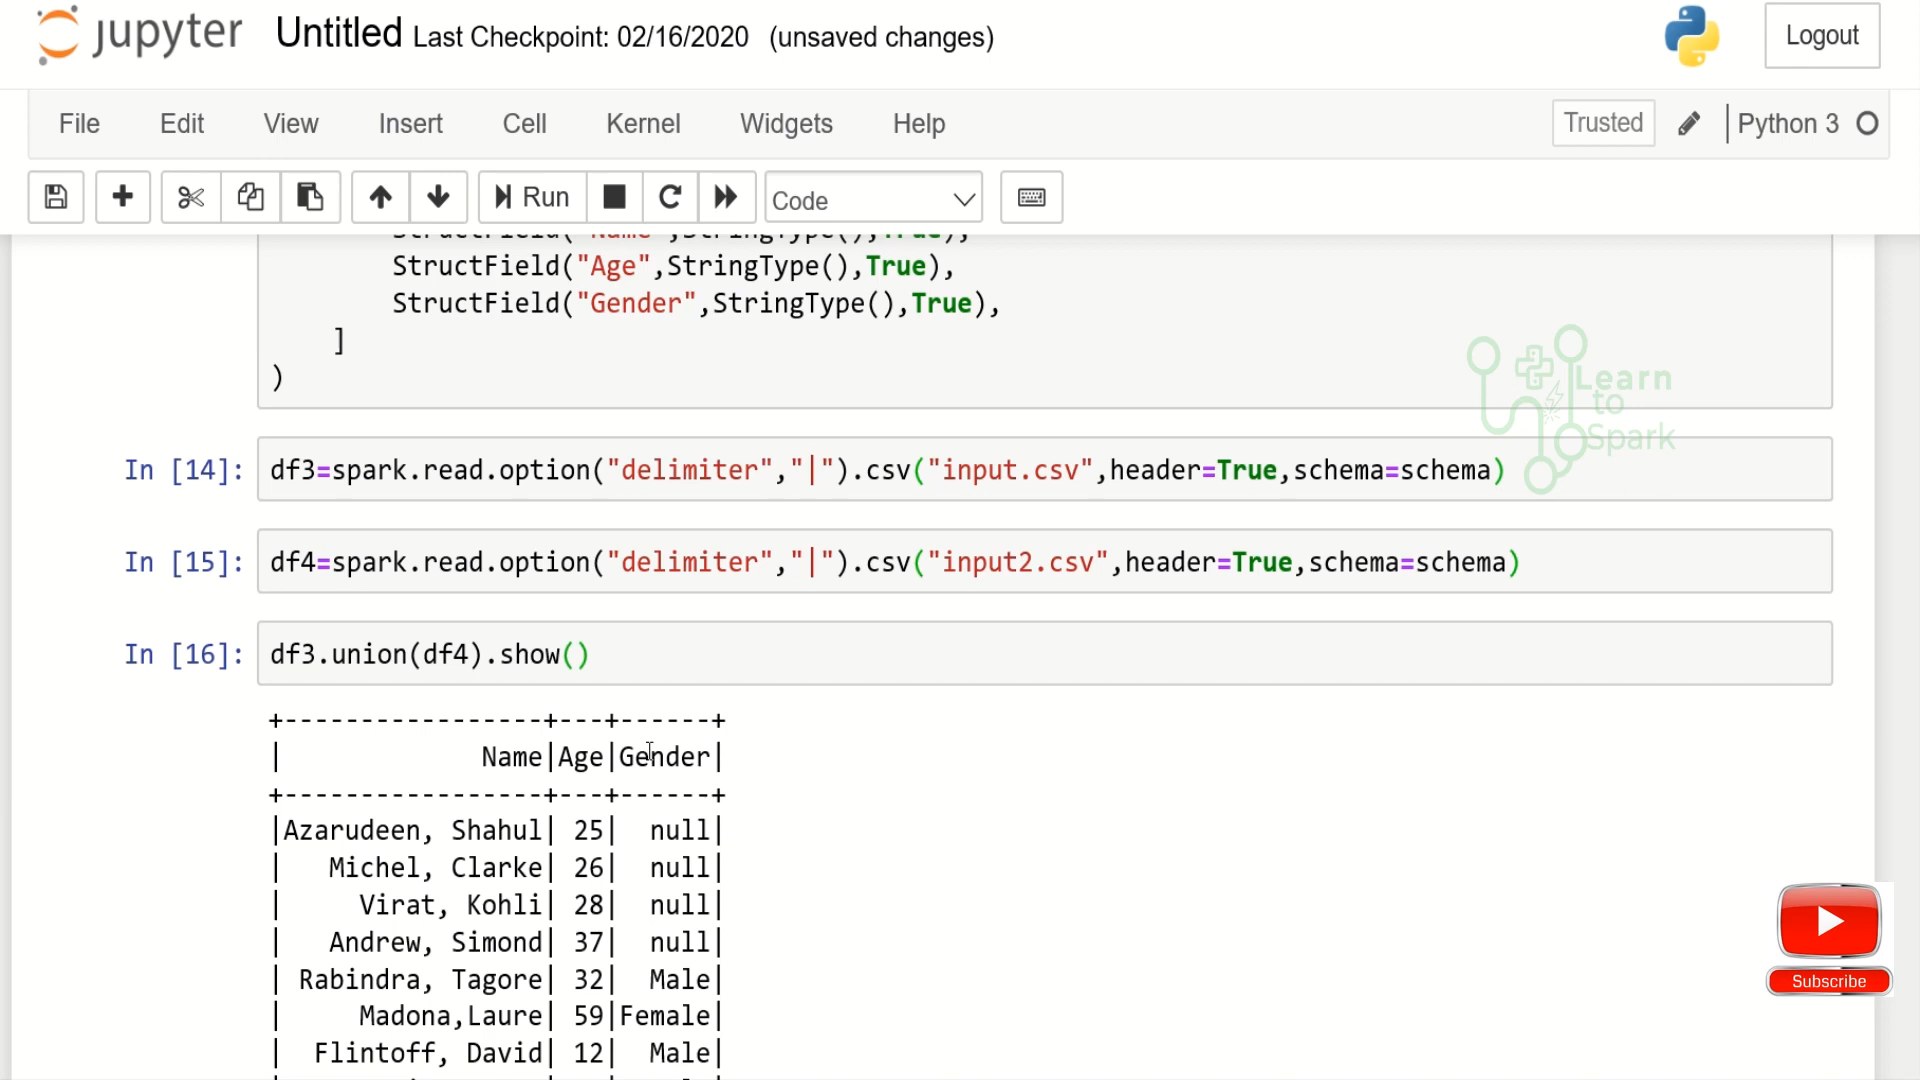 jupyter Untitled Last Checkpoint: 02/16/2020 (unsaved changes) Logout
File Edit View Insert Cell Kernel Widgets Help Trusted Python 3
Run Code
StructField("Name",StringType(),True),
StructField("Age",StringType(),True),
StructField("Gender",StringType(),True),
]
)
Learn
to
Spark
In [14]: df3=spark.read.option("delimiter","|").csv("input.csv",header=True,schema=schema)
In [15]: df4=spark.read.option("delimiter","|").csv("input2.csv",header=True,schema=schema)
In [16]: df3.union(df4).show()
+-----------------+---+------+
|             Name|Age|Gender|
+-----------------+---+------+
|Azarudeen, Shahul| 25|  null|
|   Michel, Clarke| 26|  null|
|     Virat, Kohli| 28|  null|
|   Andrew, Simond| 37|  null|
| Rabindra, Tagore| 32|  Male|
|     Madona,Laure| 59|Female|
|  Flintoff, David| 12|  Male|
Subscribe